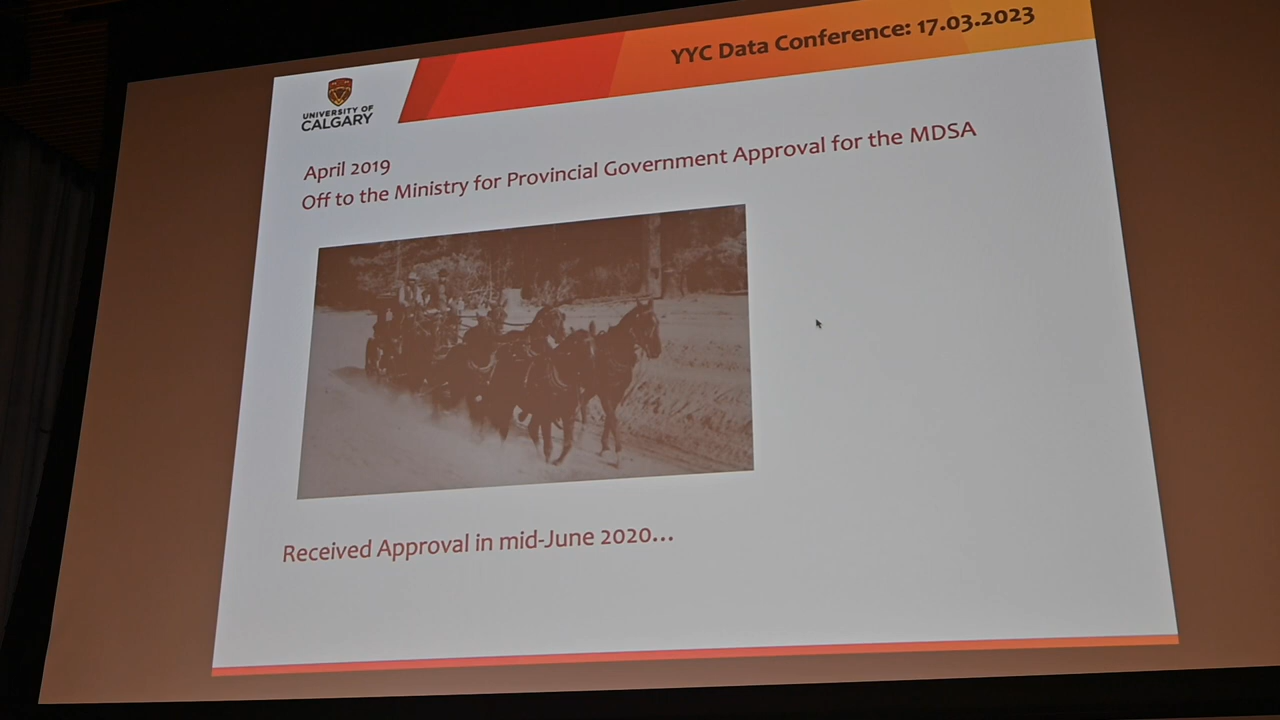 YYC Data Conference: 17.03.2023
UNIVERSITY OF
CALGARY
April 2019
Off to the Ministry for Provincial Government Approval for the MDSA
Received Approval in mid-June 2020...